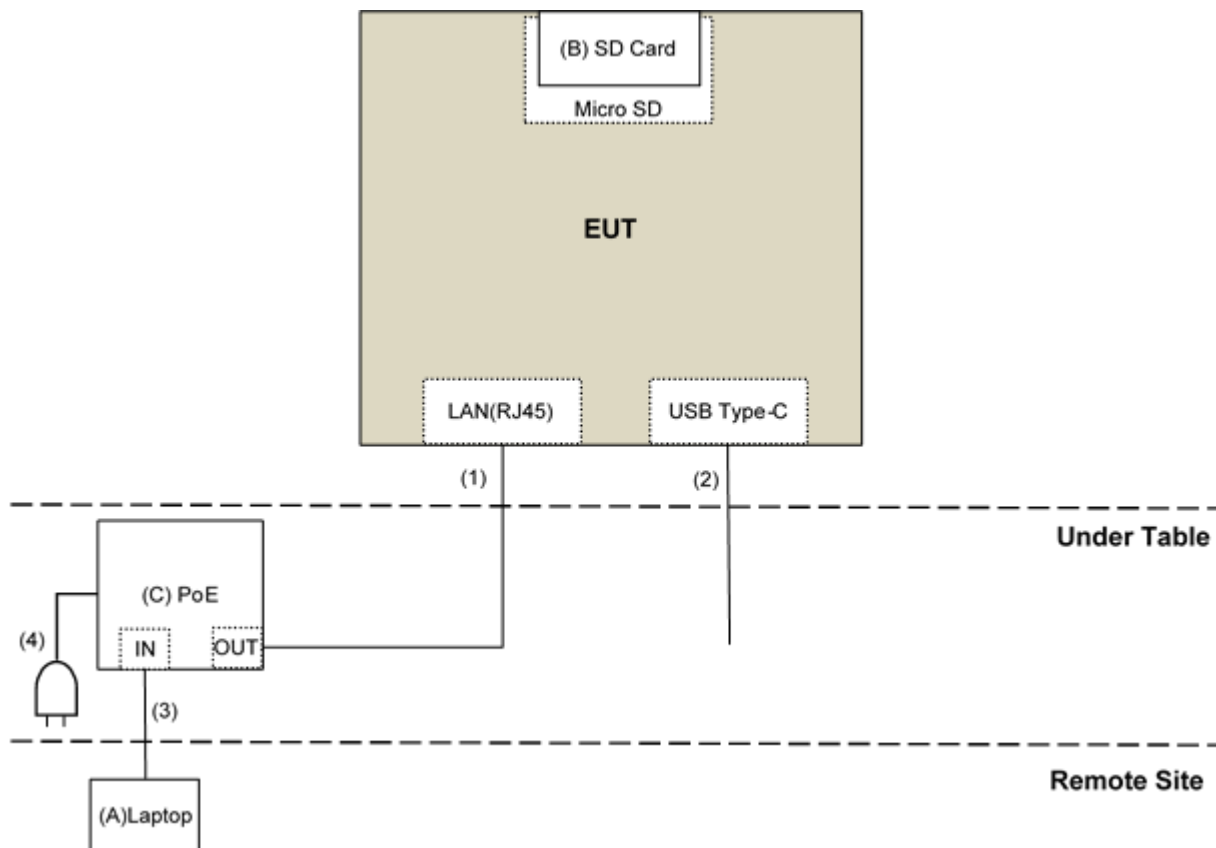 (B) SD Card
Micro SD
EUT
LAN(RJ45)
USB Type-C
(1)
(2)
Under Table
(C) PoE
(4)
IN
OUT
(3)
Remote Site
(A)Laptop